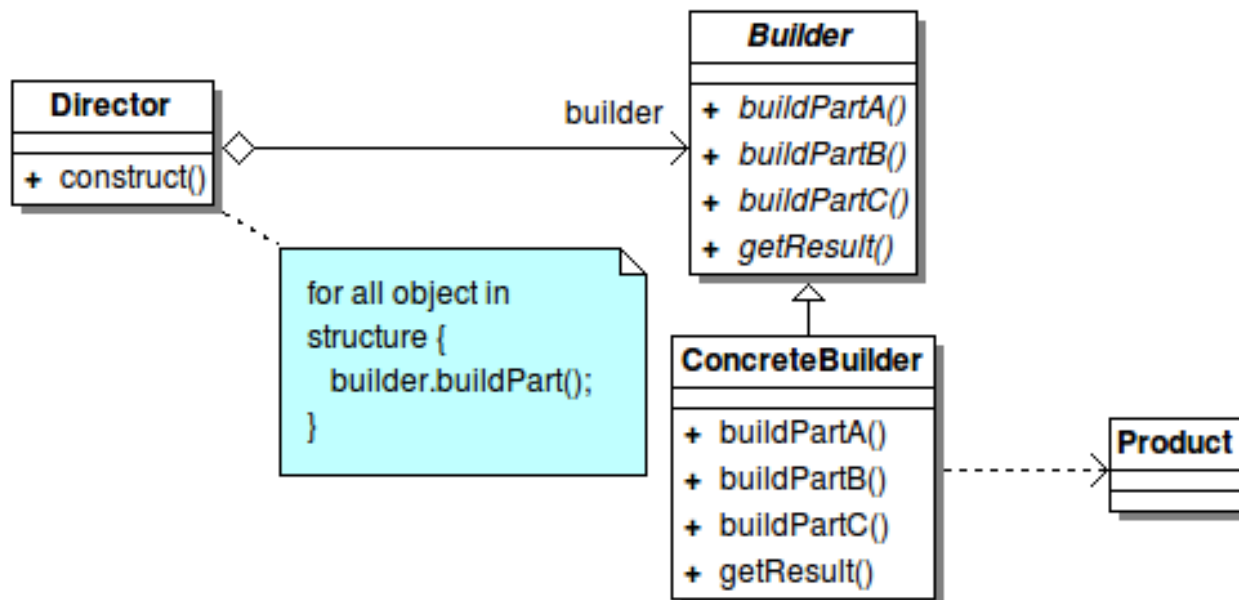 Director
+ construct()
builder
Builder
+ buildPartA()
+ buildPartB()
+ buildPartC()
+ getResult()
for all object in
structure {
builder.buildPart();
}
ConcreteBuilder
+ buildPartA()
+ buildPartB()
+ buildPartC()
+ getResult()
Product